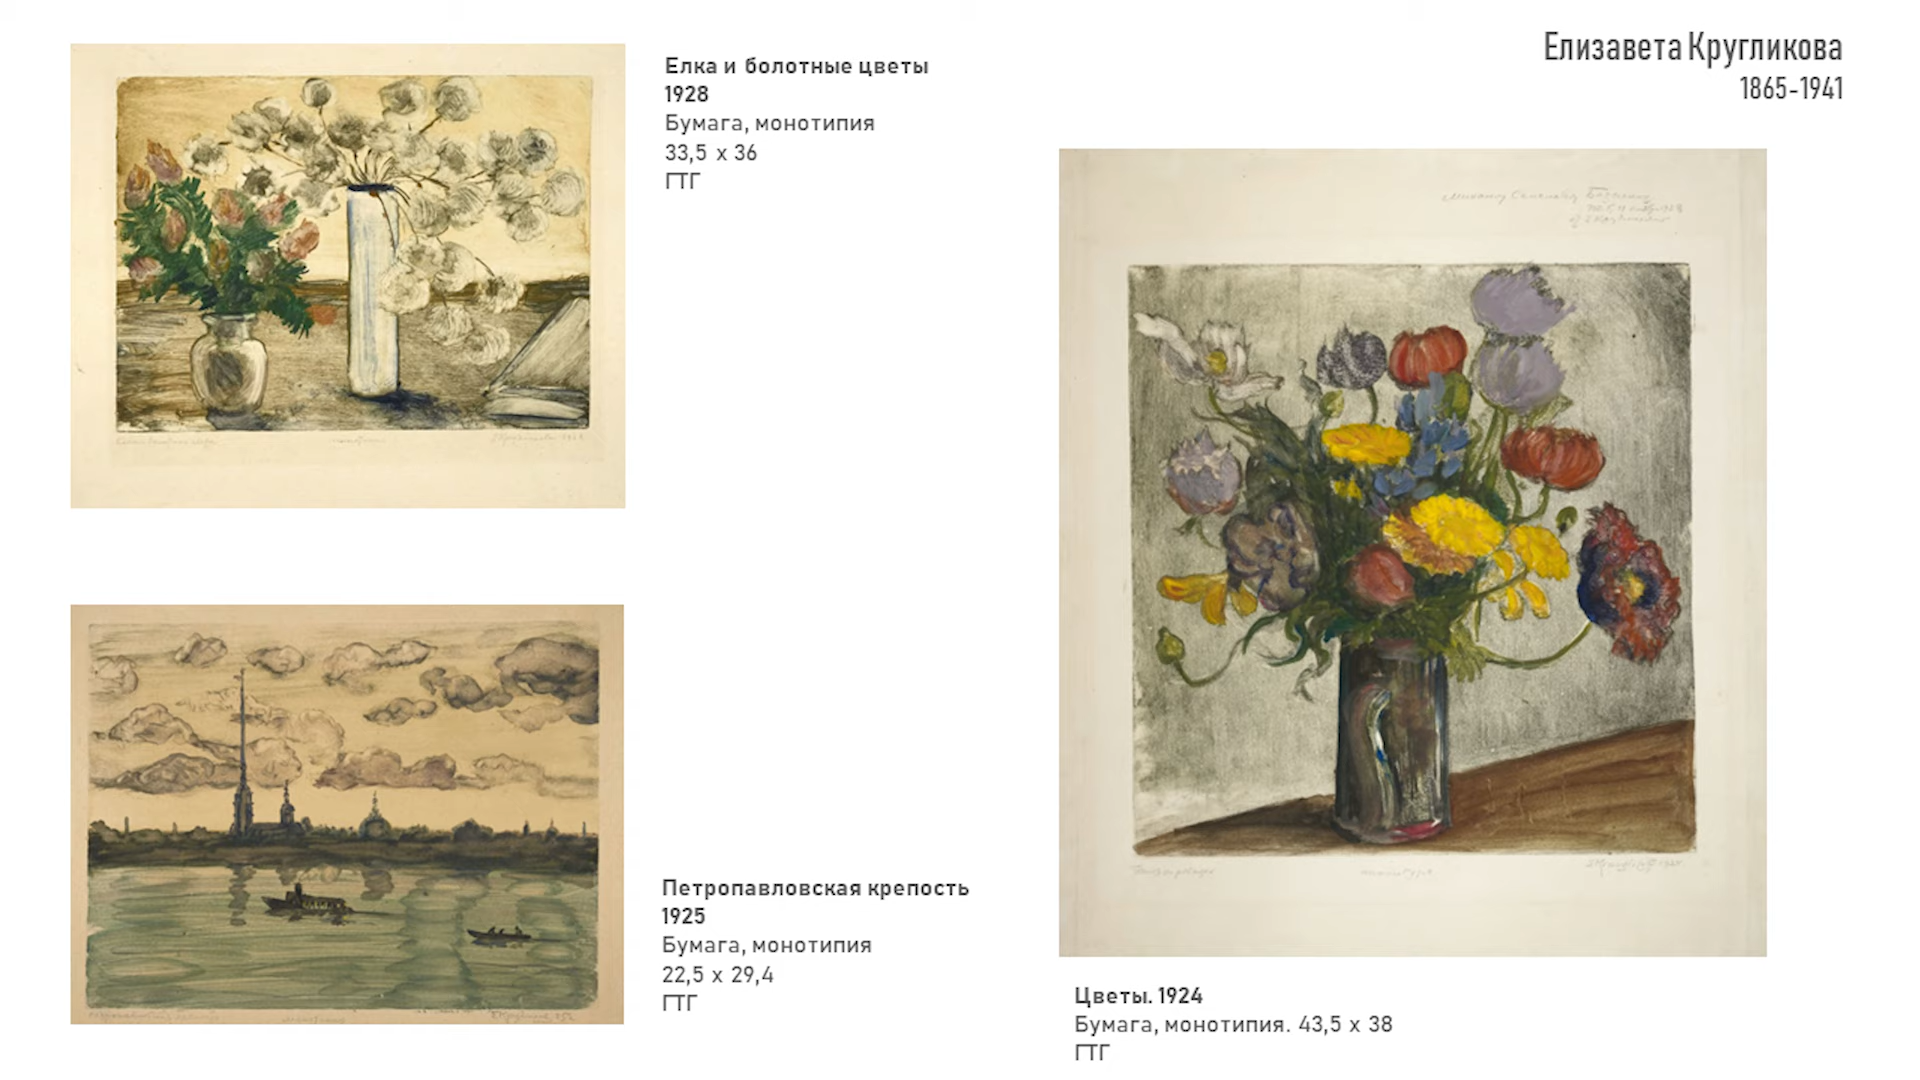 Елизавета Кругликова
1865-1941
Елка и болотные цветы
1928
Бумага, монотипия
33,5 х 36
ГТГ
Петропавловская крепость
1925
Бумага, монотипия
22,5 х 29,4
ГТГ
Цветы. 1924
Бумага, монотипия. 43,5 х 38
ГТГ